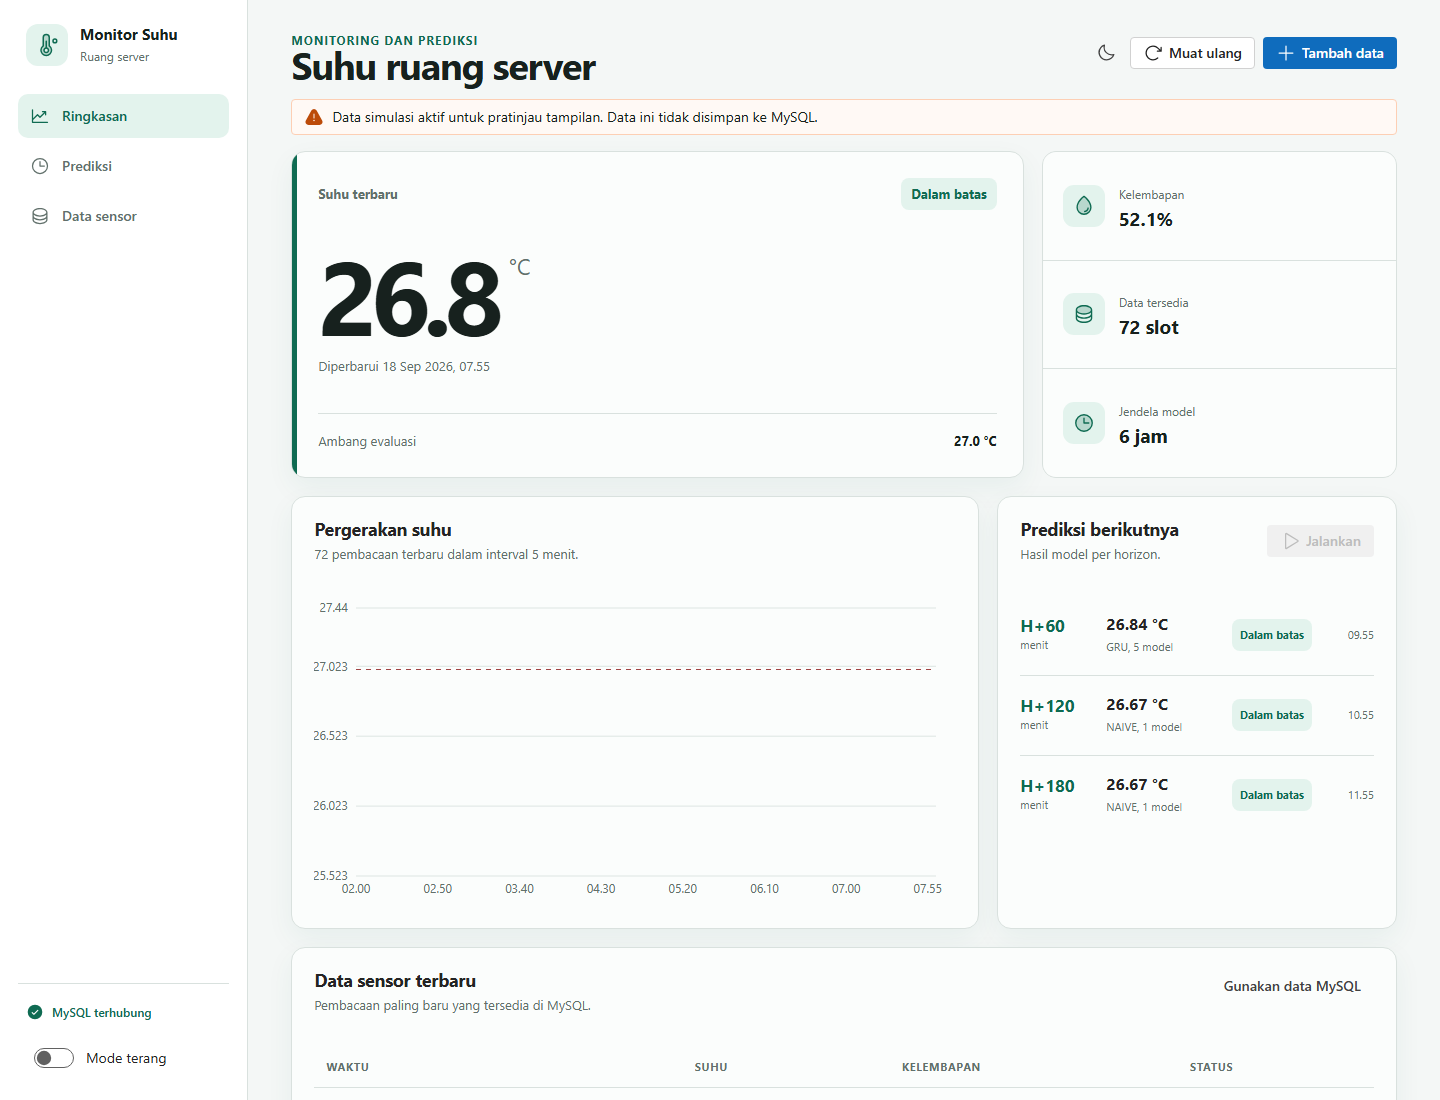 Monitor Suhu
Ruang server
Ringkasan
Prediksi
Data sensor
MySQL terhubung
Mode terang
MONITORING DAN PREDIKSI
Suhu ruang server
Muat ulang
Tambah data
Data simulasi aktif untuk pratinjau tampilan. Data ini tidak disimpan ke MySQL.
Suhu terbaru
Dalam batas
26.8 °C
Diperbarui 18 Sep 2026, 07.55
Ambang evaluasi
27.0 °C
Kelembapan
52.1%
Data tersedia
72 slot
Jendela model
6 jam
Pergerakan suhu
72 pembacaan terbaru dalam interval 5 menit.
27.44
27.023
26.523
26.023
25.523
02.00 02.50 03.40 04.30 05.20 06.10 07.00 07.55
Prediksi berikutnya
Hasil model per horizon.
Jalankan
H+60
menit
26.84 °C
GRU, 5 model
Dalam batas
09.55
H+120
menit
26.67 °C
NAIVE, 1 model
Dalam batas
10.55
H+180
menit
26.67 °C
NAIVE, 1 model
Dalam batas
11.55
Data sensor terbaru
Pembacaan paling baru yang tersedia di MySQL.
Gunakan data MySQL
WAKTU SUHU KELEMBAPAN STATUS